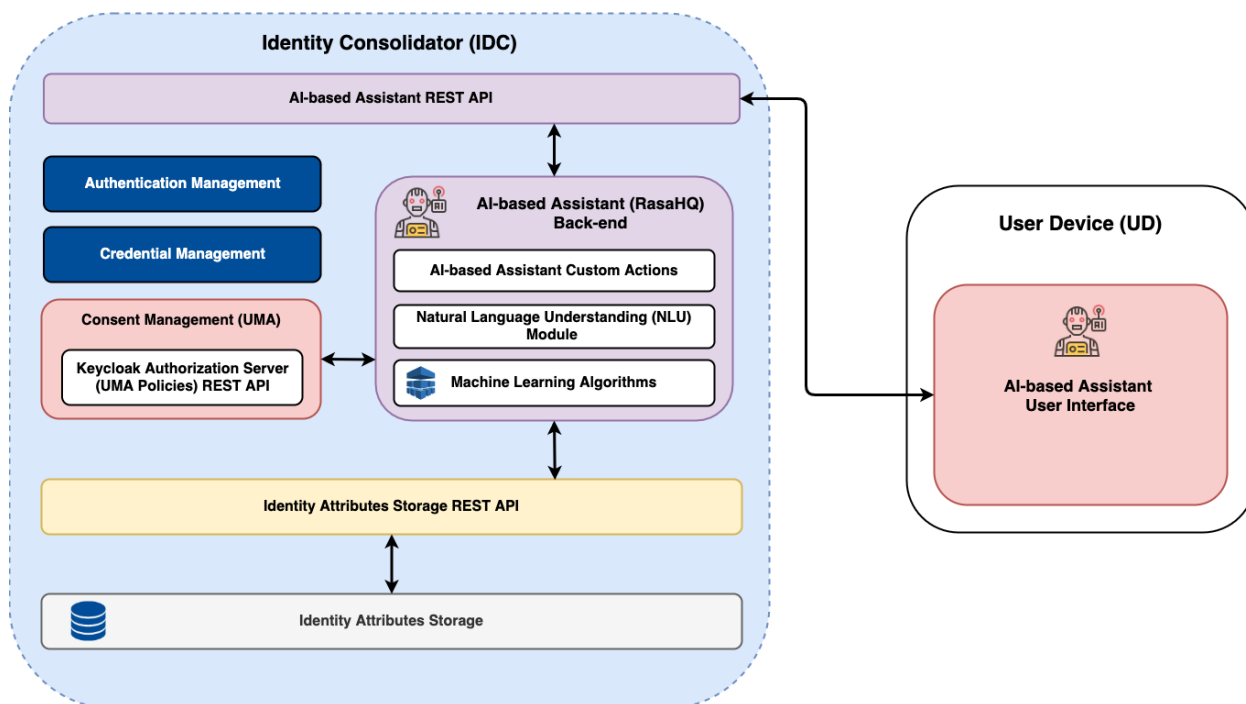 Identity Consolidator (IDC)
AI-based Assistant REST API
Authentication Management
Credential Management
Consent Management (UMA)
Keycloak Authorization Server
(UMA Policies) REST API
AI
AI-based Assistant (RasaHQ)
Back-end
AI-based Assistant Custom Actions
Natural Language Understanding (NLU)
Module
Machine Learning Algorithms
Identity Attributes Storage REST API
Identity Attributes Storage
User Device (UD)
AI
AI-based Assistant
User Interface